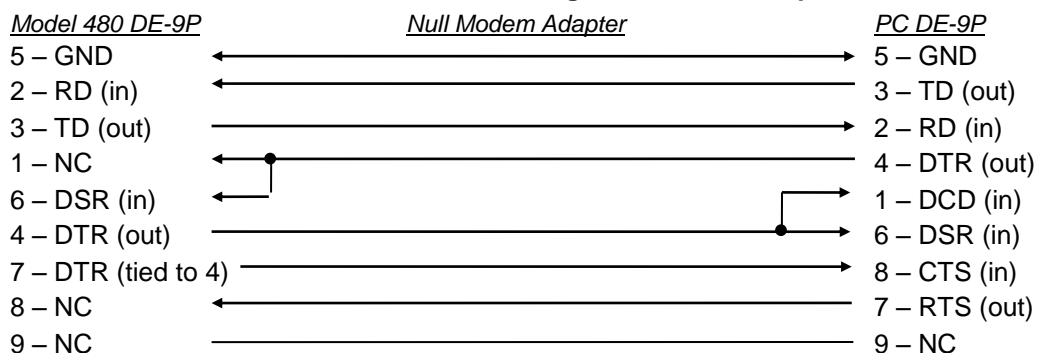 Model 480 DE-9P Null Modem Adapter PC DE-9P
5 – GND 5 – GND
2 – RD (in) 3 – TD (out)
3 – TD (out) 2 – RD (in)
1 – NC 4 – DTR (out)
6 – DSR (in) 1 – DCD (in)
4 – DTR (out) 6 – DSR (in)
7 – DTR (tied to 4) 8 – CTS (in)
8 – NC 7 – RTS (out)
9 – NC 9 – NC